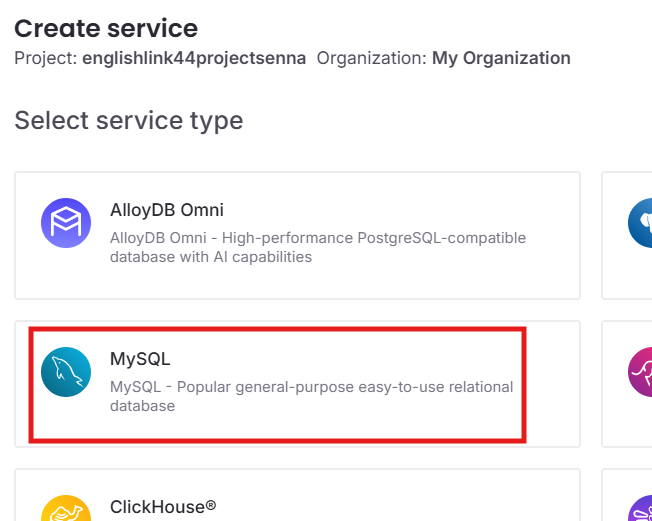 Create service
Project: englishlink44projectsenna Organization: My Organization
Select service type
AlloyDB Omni
AlloyDB Omni - High-performance PostgreSQL-compatible
database with AI capabilities
MySQL
MySQL - Popular general-purpose easy-to-use relational
database
ClickHouse®